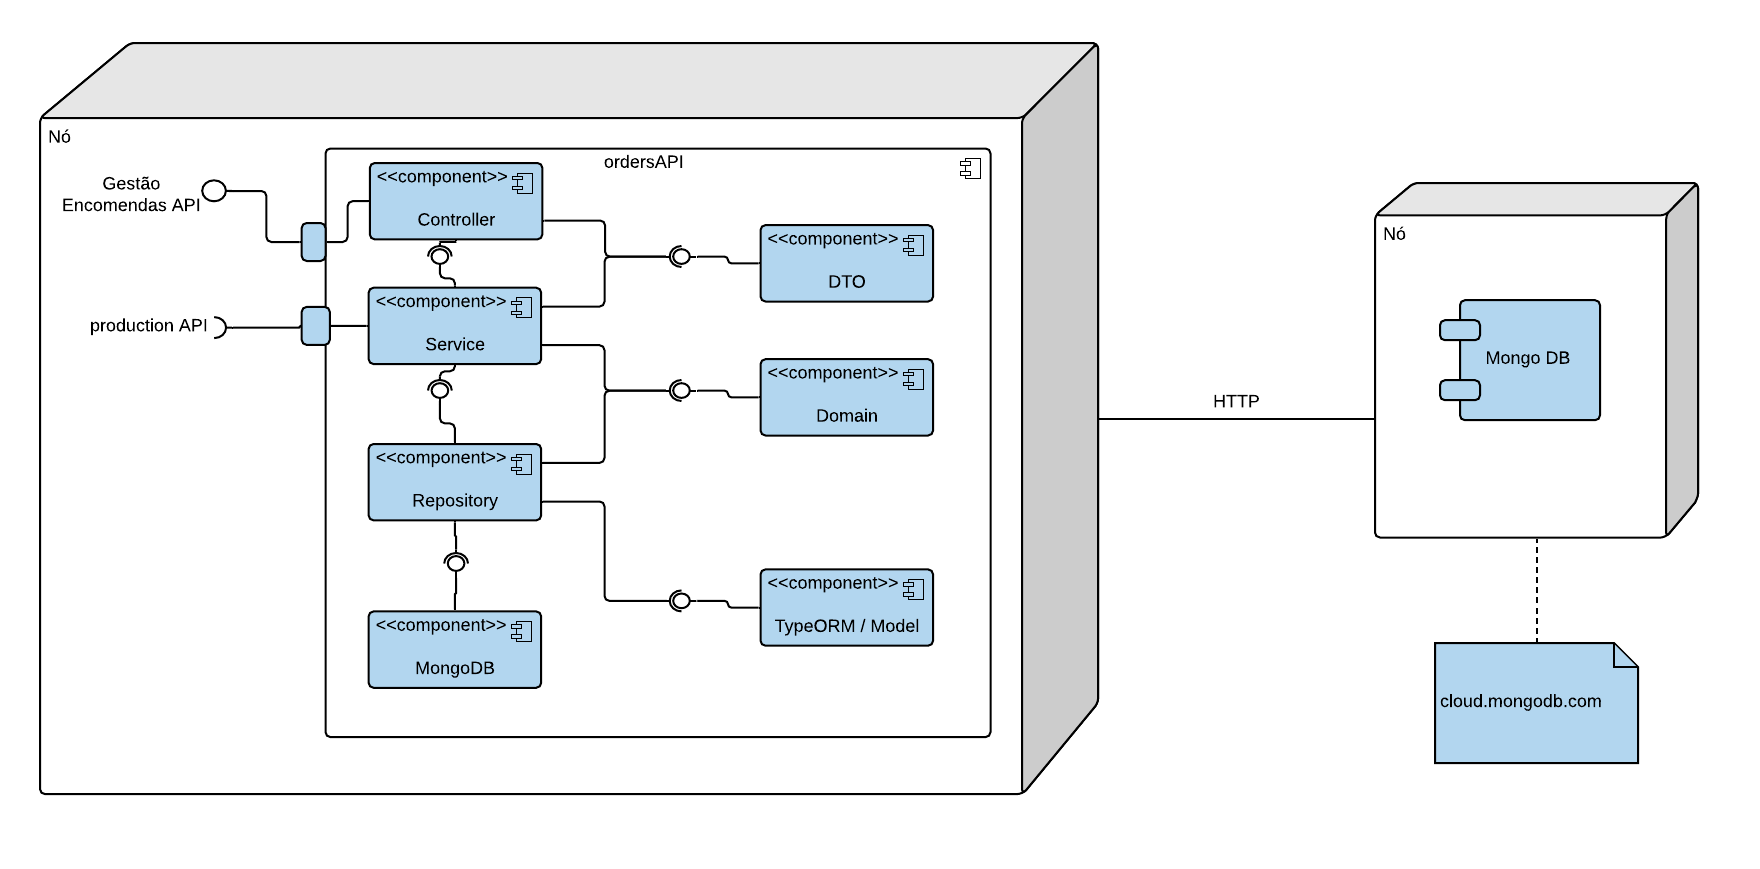 Nó
ordersAPI
Gestão
Encomendas API
<<component>>
Controller
<<component>>
DTO
production API
<<component>>
Service
<<component>>
Domain
<<component>>
Repository
<<component>>
TypeORM / Model
<<component>>
MongoDB
HTTP
Nó
Mongo DB
cloud.mongodb.com